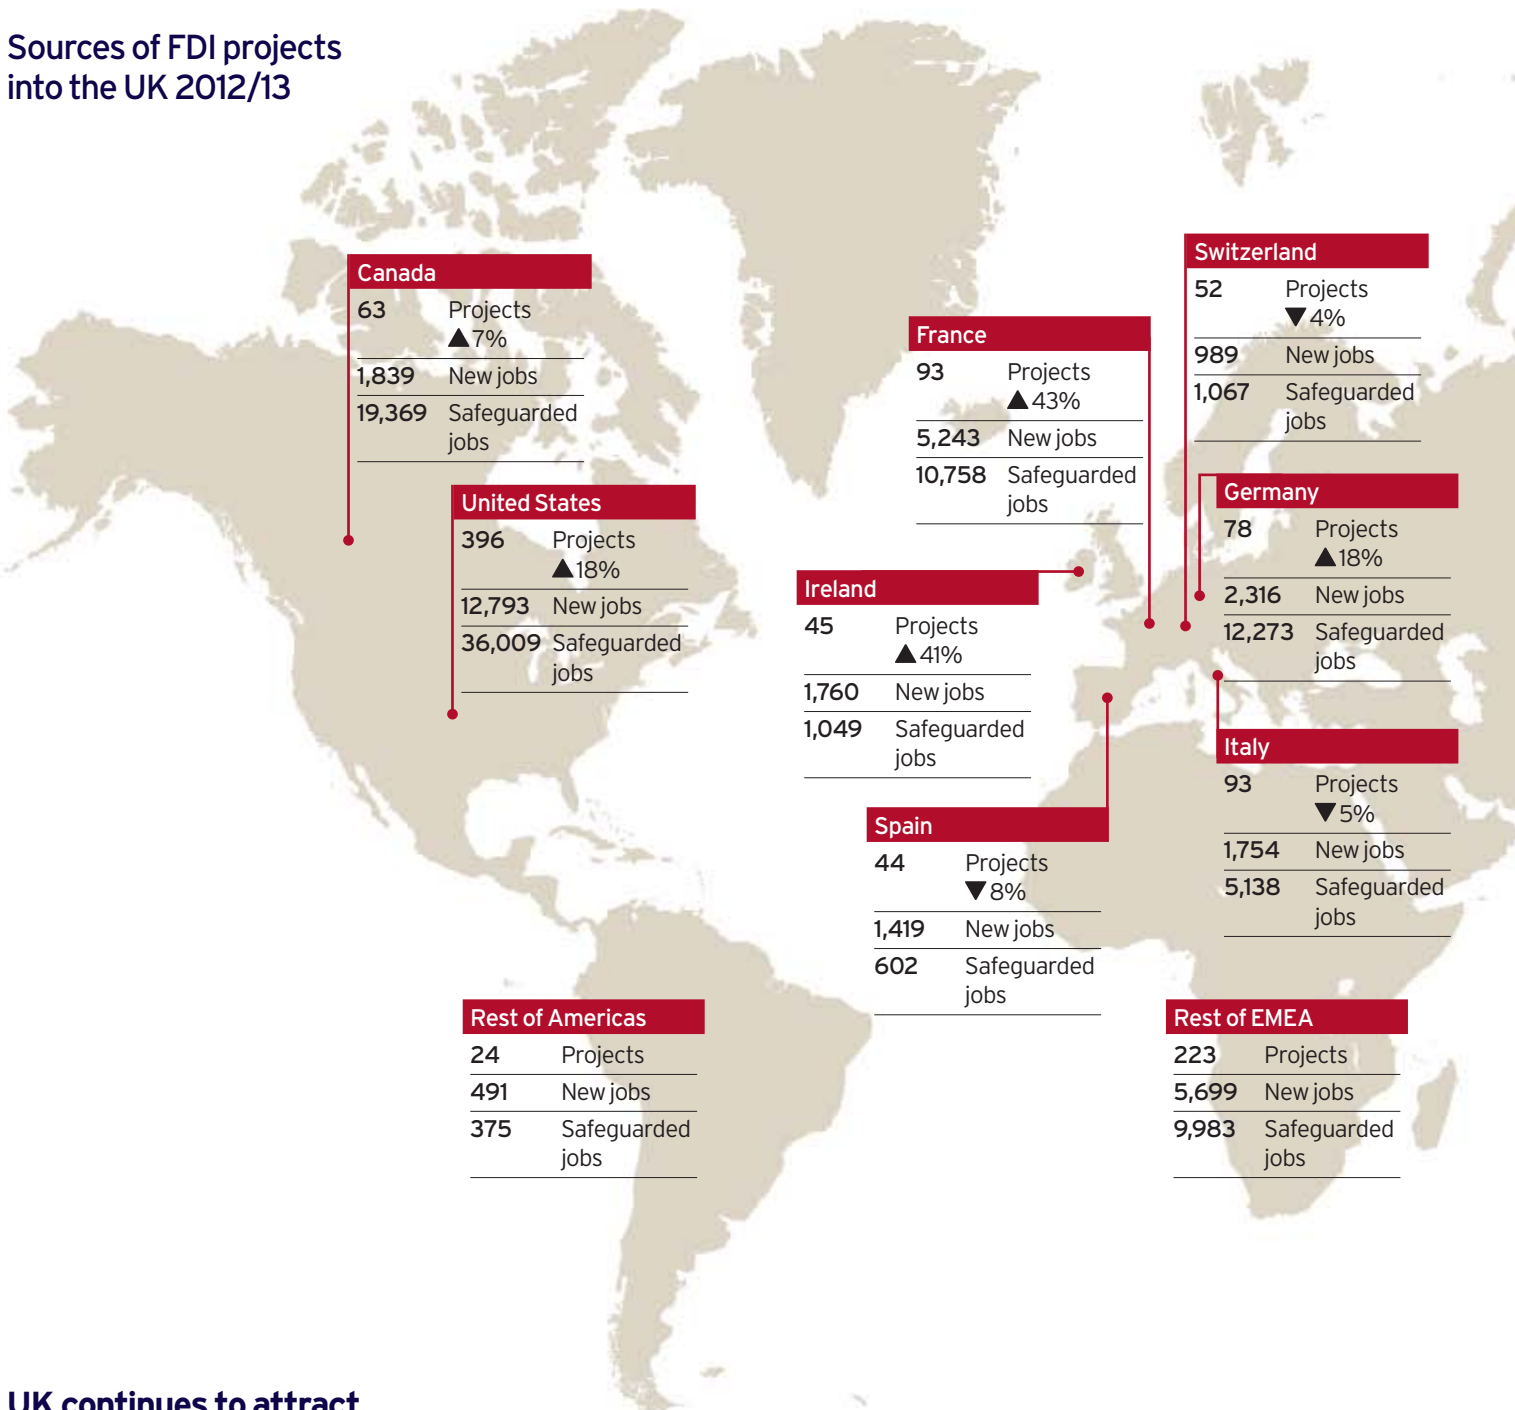 Sources of FDI projects
into the UK 2012/13
Canada
63 Projects
▲7%
1,839 New jobs
19,369 Safeguarded
jobs
United States
396 Projects
▲18%
12,793 New jobs
36,009 Safeguarded
jobs
France
93 Projects
▲43%
5,243 New jobs
10,758 Safeguarded
jobs
Switzerland
52 Projects
▼4%
989 New jobs
1,067 Safeguarded
jobs
Germany
78 Projects
▲18%
2,316 New jobs
12,273 Safeguarded
jobs
Ireland
45 Projects
▲41%
1,760 New jobs
1,049 Safeguarded
jobs
Italy
93 Projects
▼5%
1,754 New jobs
5,138 Safeguarded
jobs
Spain
44 Projects
▼8%
1,419 New jobs
602 Safeguarded
jobs
Rest of Americas
24 Projects
491 New jobs
375 Safeguarded
jobs
Rest of EMEA
223 Projects
5,699 New jobs
9,983 Safeguarded
jobs
UK continues to attract